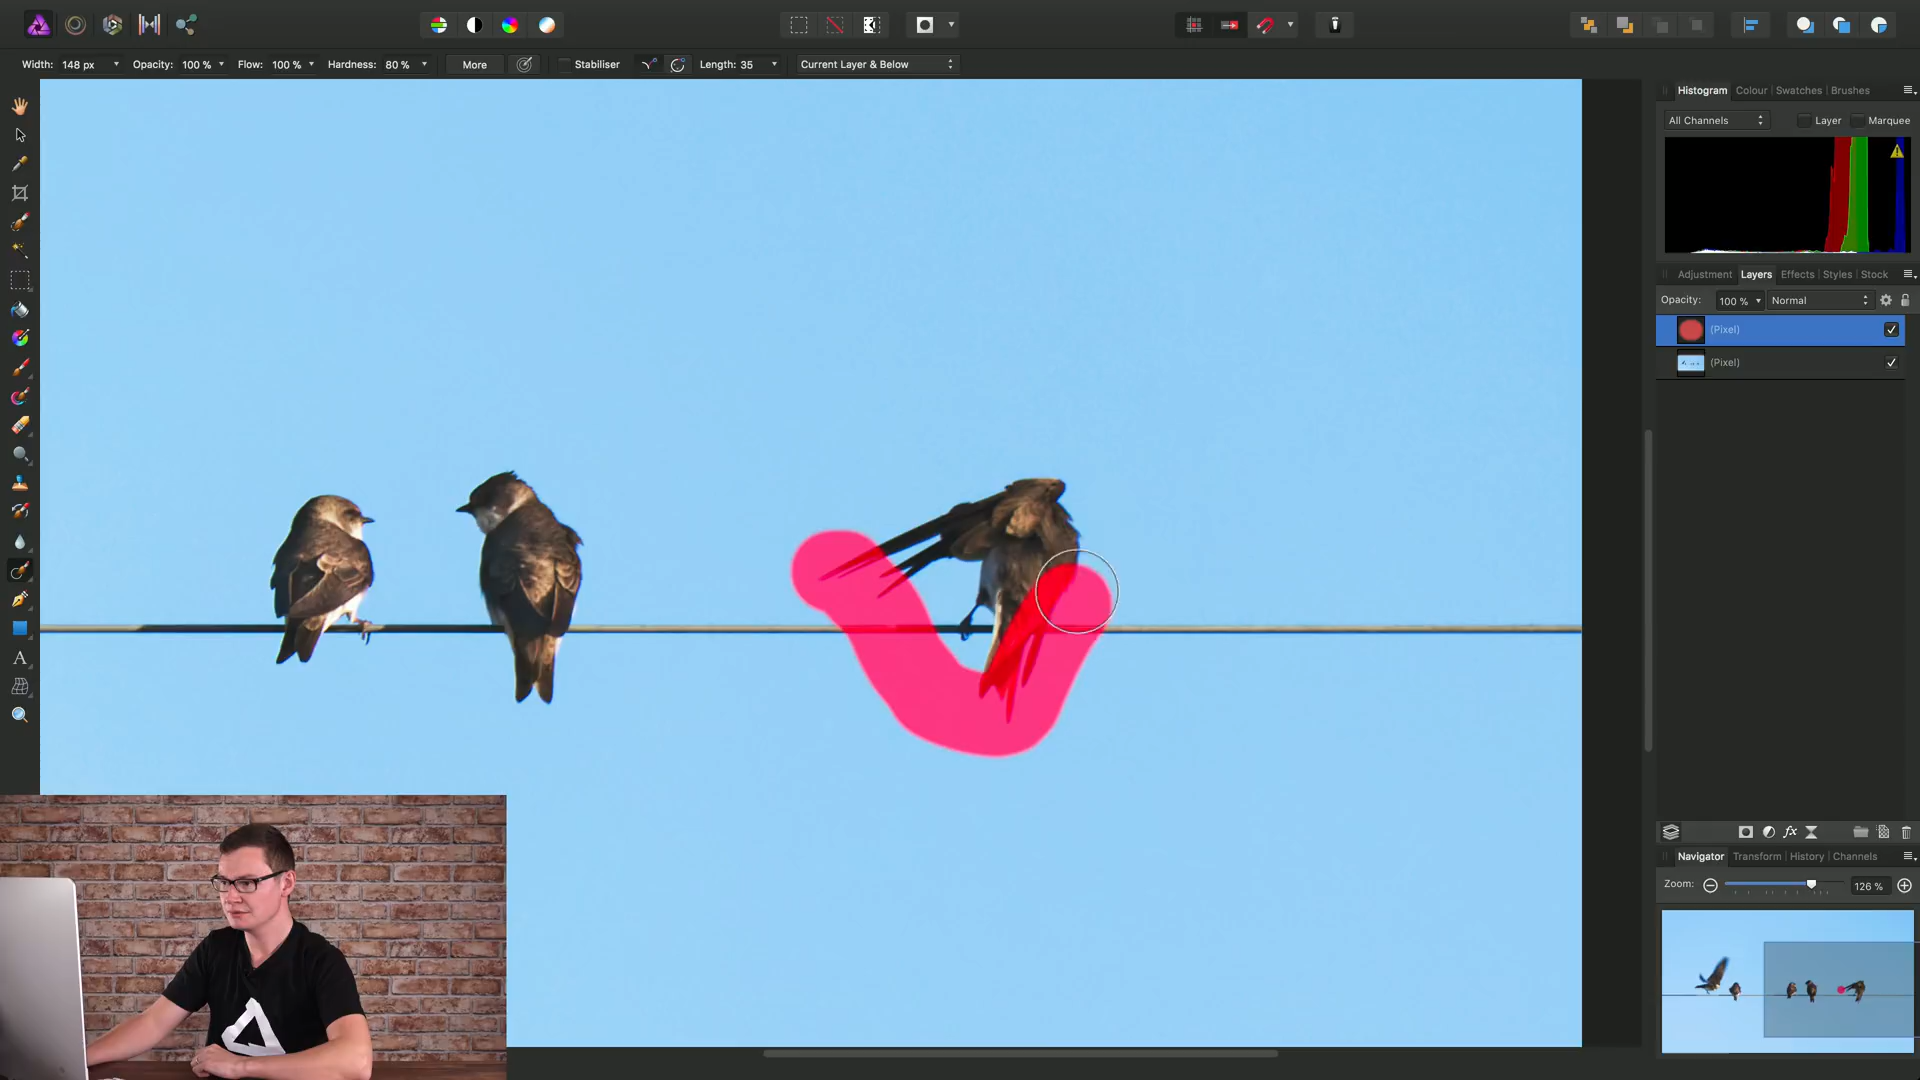 Width: 148 px Opacity: 100 % Flow: 100 % Hardness: 80 % More Stabiliser Length: 35 Current Layer & Below
Histogram Colour Swatches Brushes
All Channels Layer Marquee
Adjustment Layers Effects Styles Stock
Opacity: 100 % Normal
(Pixel)
(Pixel)
Navigator Transform History Channels
Zoom: 126 %